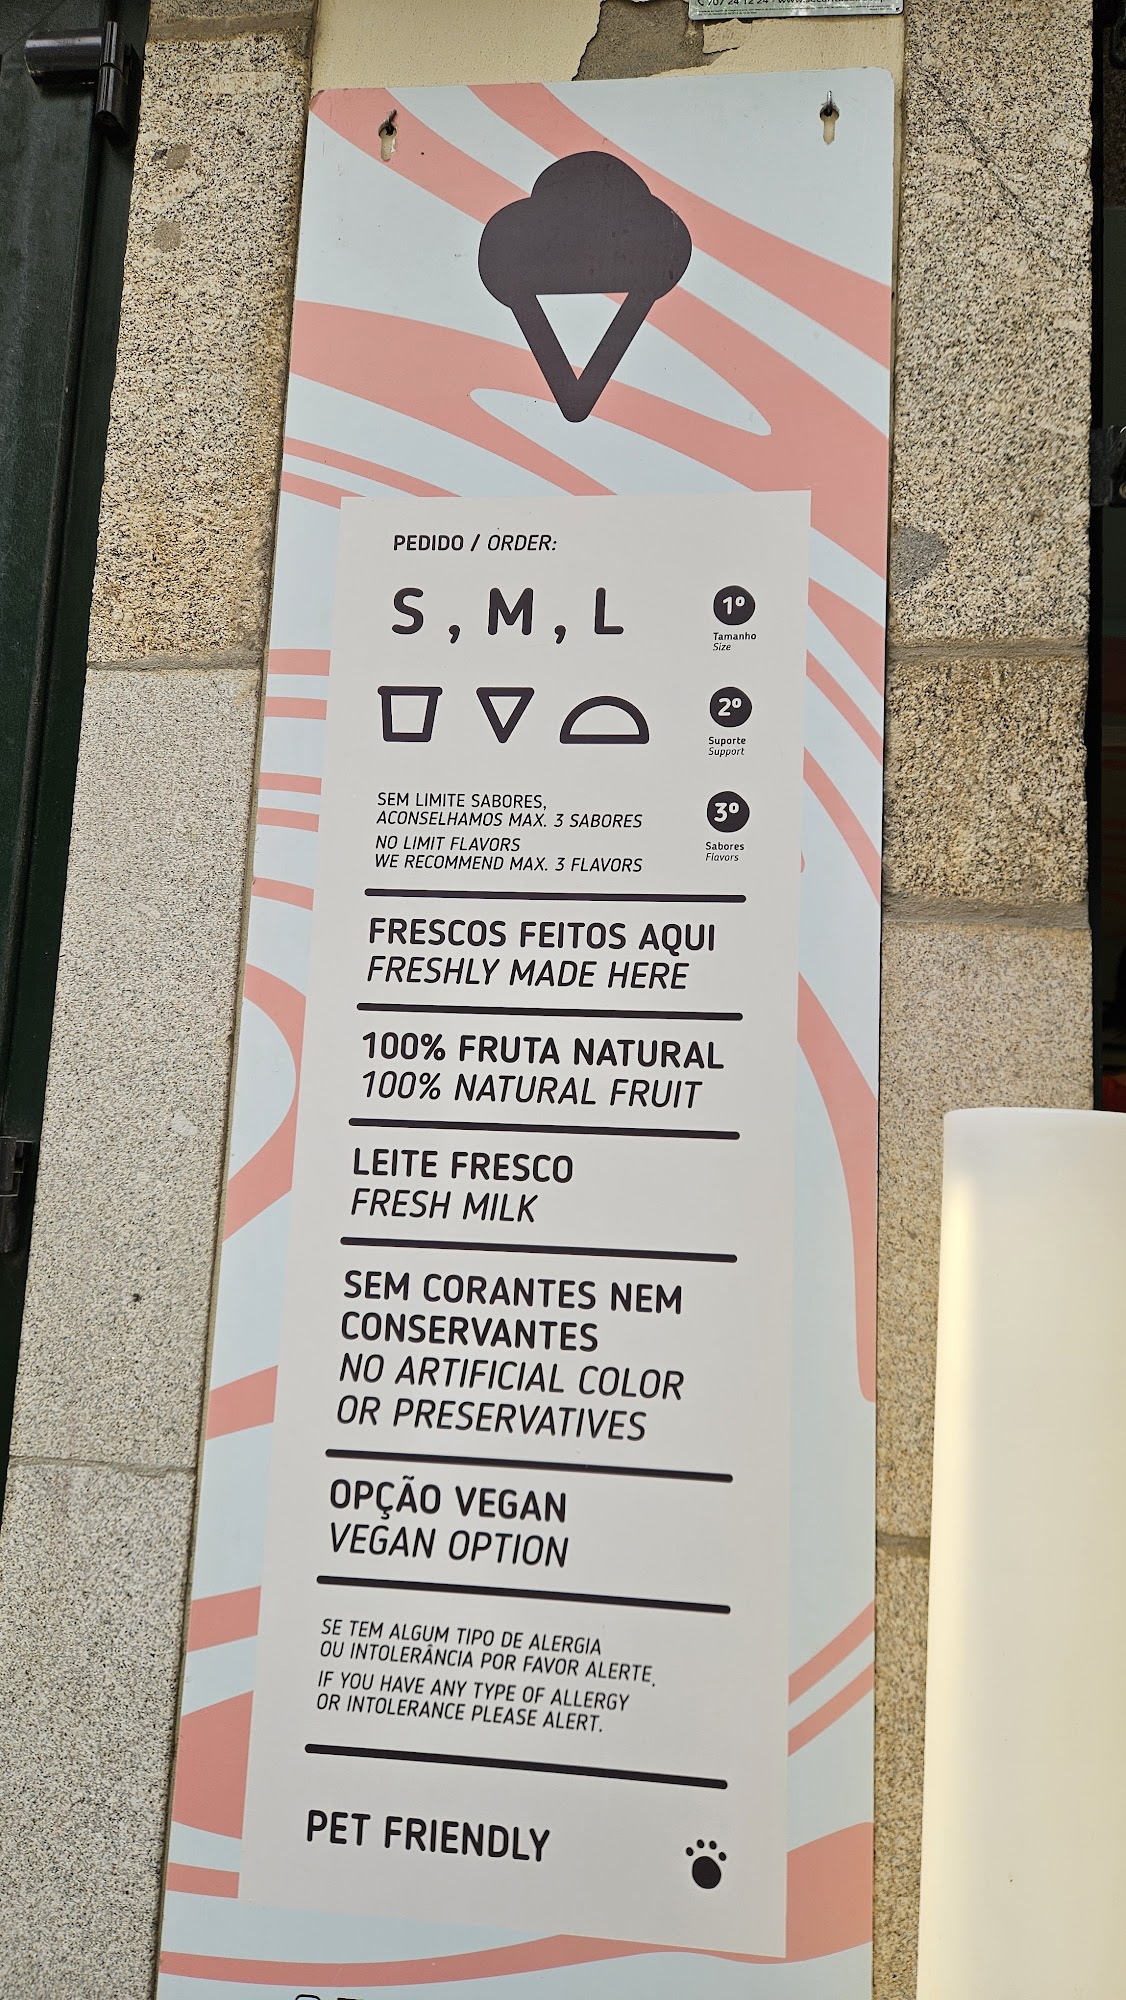 PEDIDO / ORDER:
S , M , L
1º
Tamanho
Size
2º
Suporte
Support
SEM LIMITE SABORES,
ACONSELHAMOS MAX. 3 SABORES
NO LIMIT FLAVORS
WE RECOMMEND MAX. 3 FLAVORS
3º
Sabores
Flavors
FRESCOS FEITOS AQUI
FRESHLY MADE HERE
100% FRUTA NATURAL
100% NATURAL FRUIT
LEITE FRESCO
FRESH MILK
SEM CORANTES NEM
CONSERVANTES
NO ARTIFICIAL COLOR
OR PRESERVATIVES
OPÇÃO VEGAN
VEGAN OPTION
SE TEM ALGUM TIPO DE ALERGIA
OU INTOLERÂNCIA POR FAVOR ALERTE.
IF YOU HAVE ANY TYPE OF ALLERGY
OR INTOLERANCE PLEASE ALERT.
PET FRIENDLY